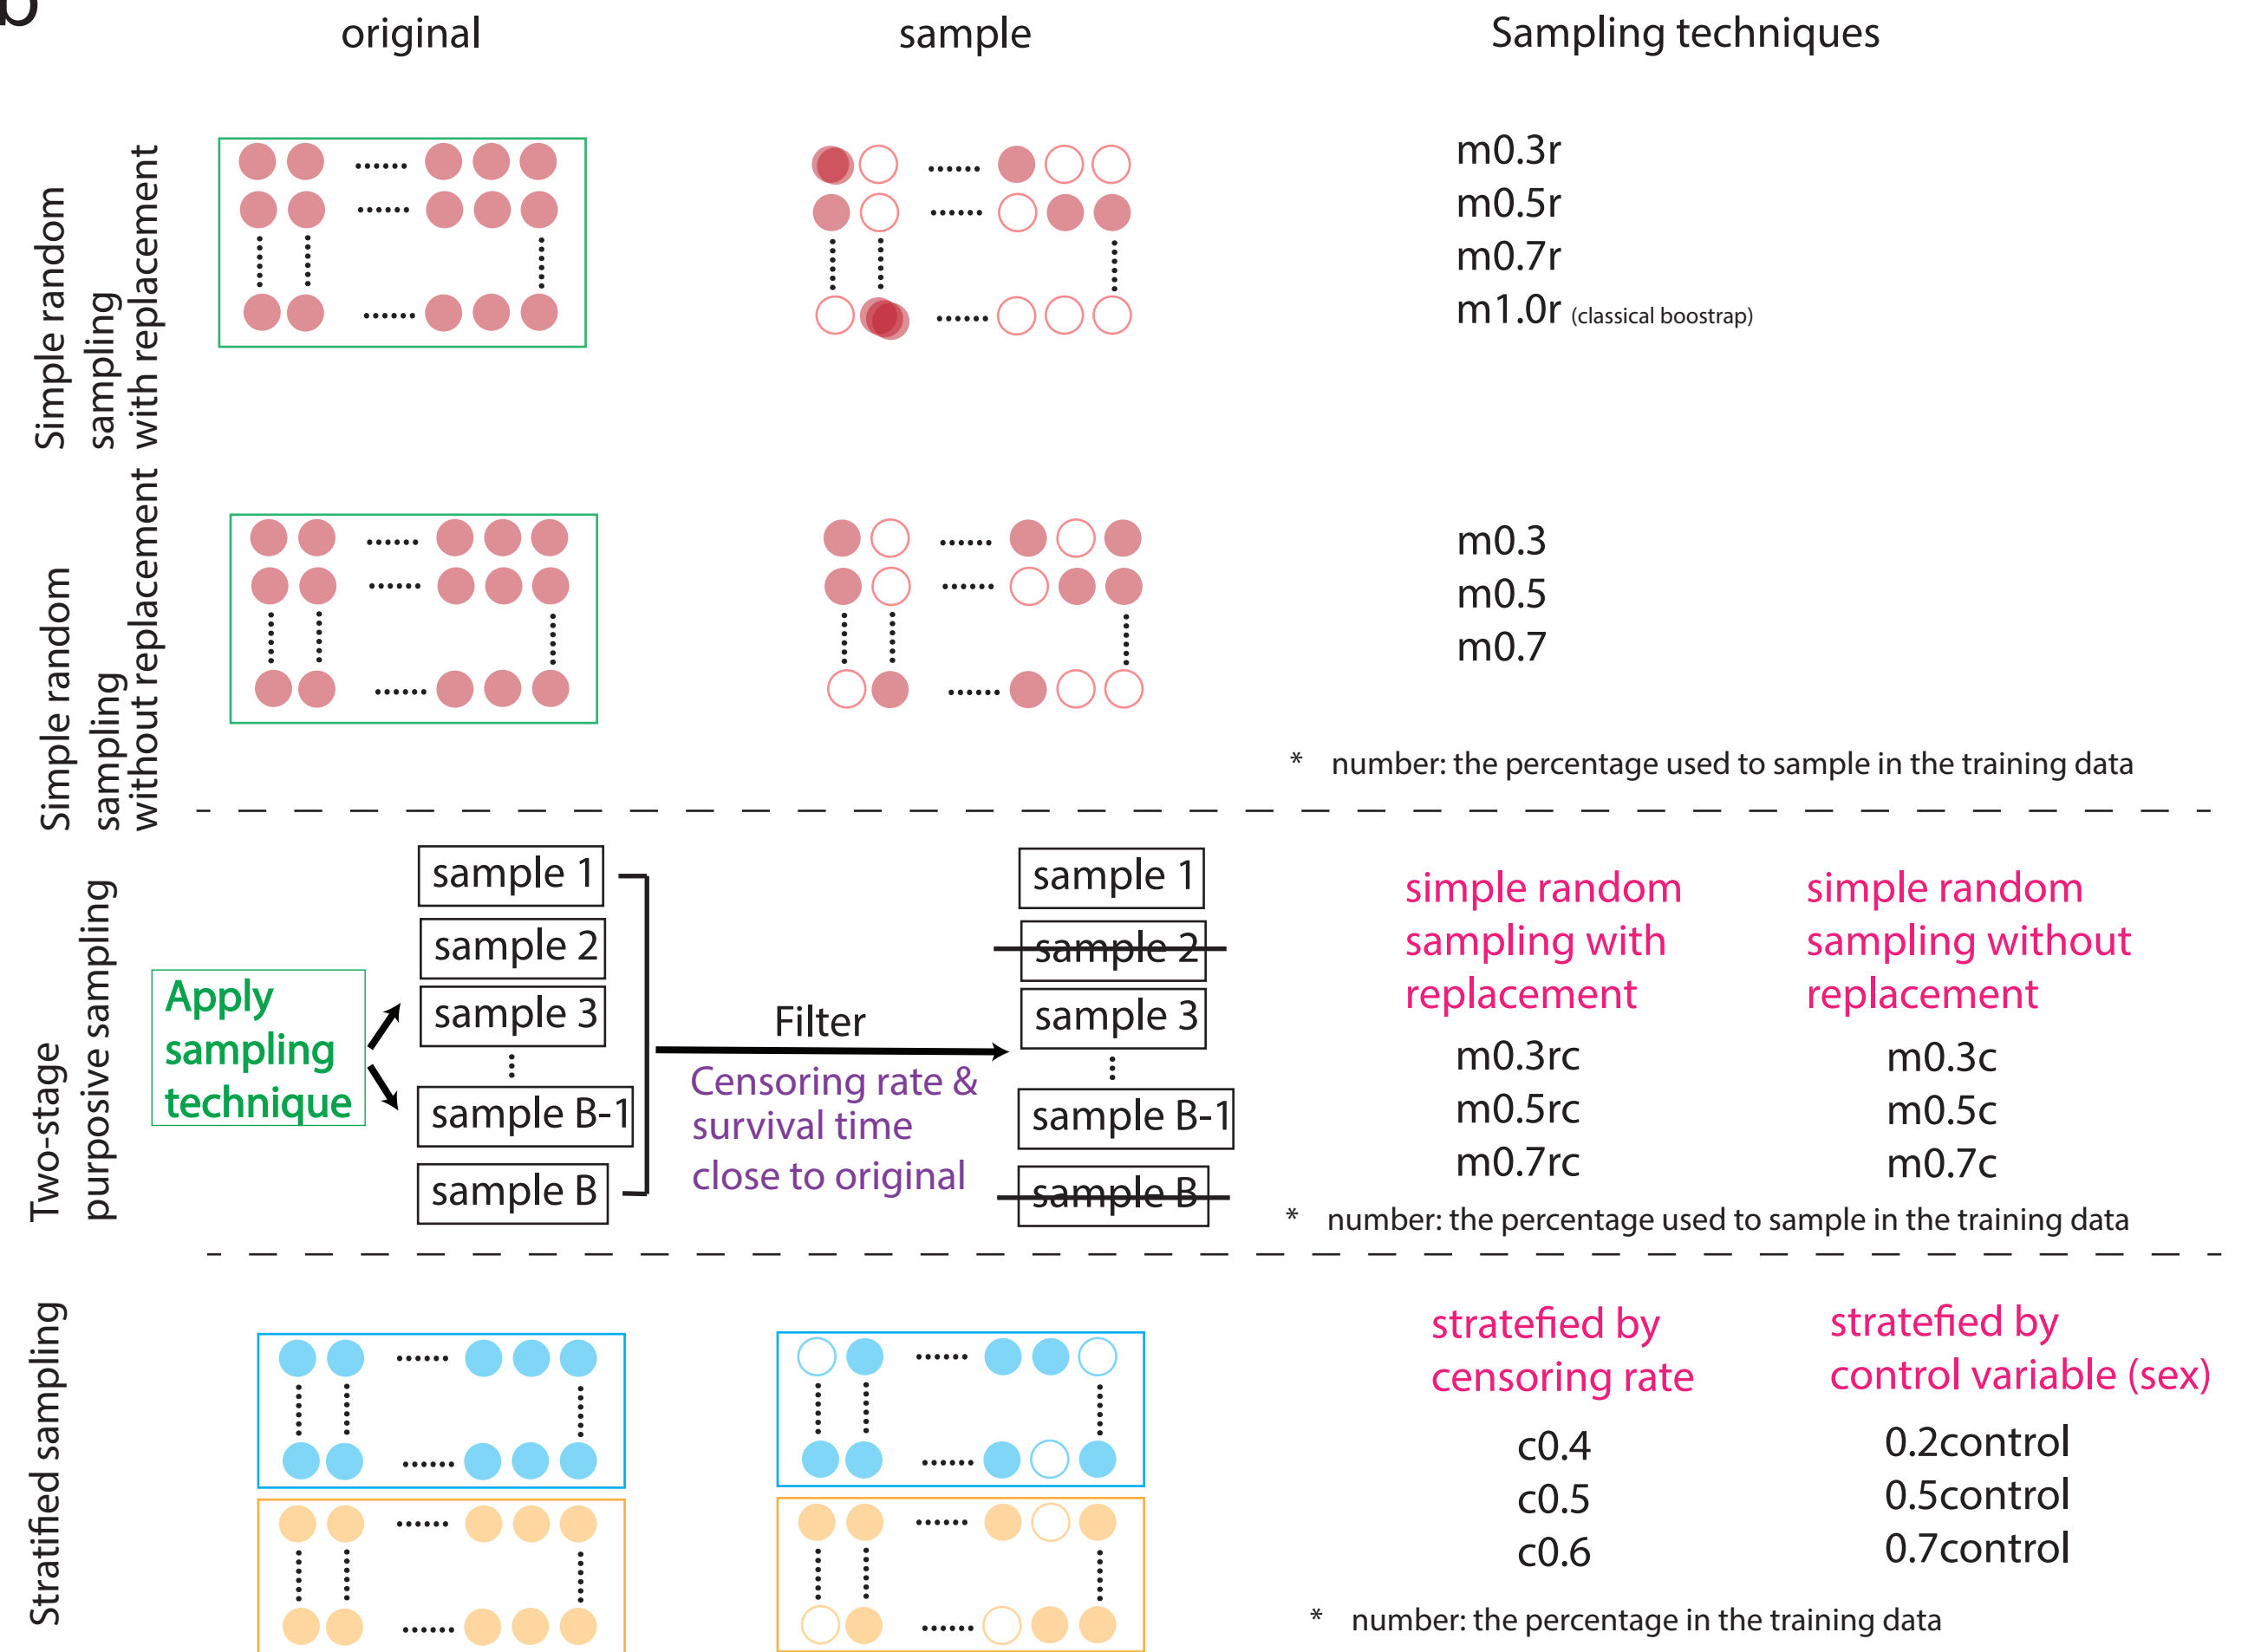 b
original
sample
Sampling techniques
Simple random
sampling
with replacement
m0.3r
m0.5r
m0.7r
m1.0r (classical boostrap)
Simple random
sampling
without replacement
m0.3
m0.5
m0.7
* number: the percentage used to sample in the training data
Two-stage
purposive sampling
Apply
sampling
technique
sample 1
sample 2
sample 3
sample B-1
sample B
Filter
Censoring rate &
survival time
close to original
sample 1
sample 2
sample 3
sample B-1
sample B
simple random
sampling with
replacement
m0.3rc
m0.5rc
m0.7rc
simple random
sampling without
replacement
m0.3c
m0.5c
m0.7c
* number: the percentage used to sample in the training data
Stratified sampling
stratefied by
censoring rate
c0.4
c0.5
c0.6
stratefied by
control variable (sex)
0.2control
0.5control
0.7control
* number: the percentage in the training data